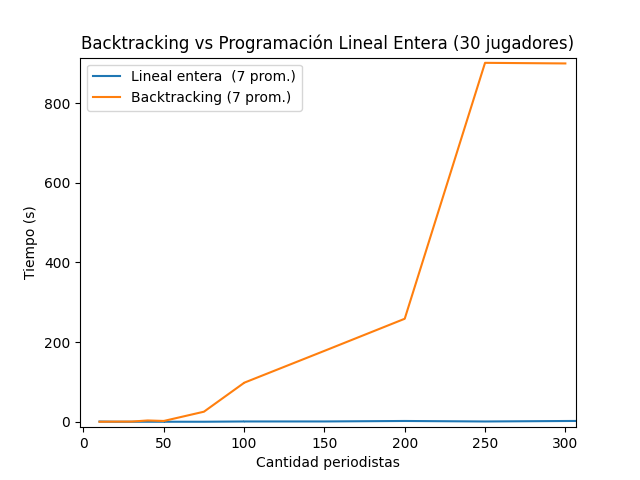 Backtracking vs Programación Lineal Entera (30 jugadores)
Lineal entera  (7 prom.)
Backtracking (7 prom.)
800
600
400
200
0
Tiempo (s)
0 50 100 150 200 250 300
Cantidad periodistas